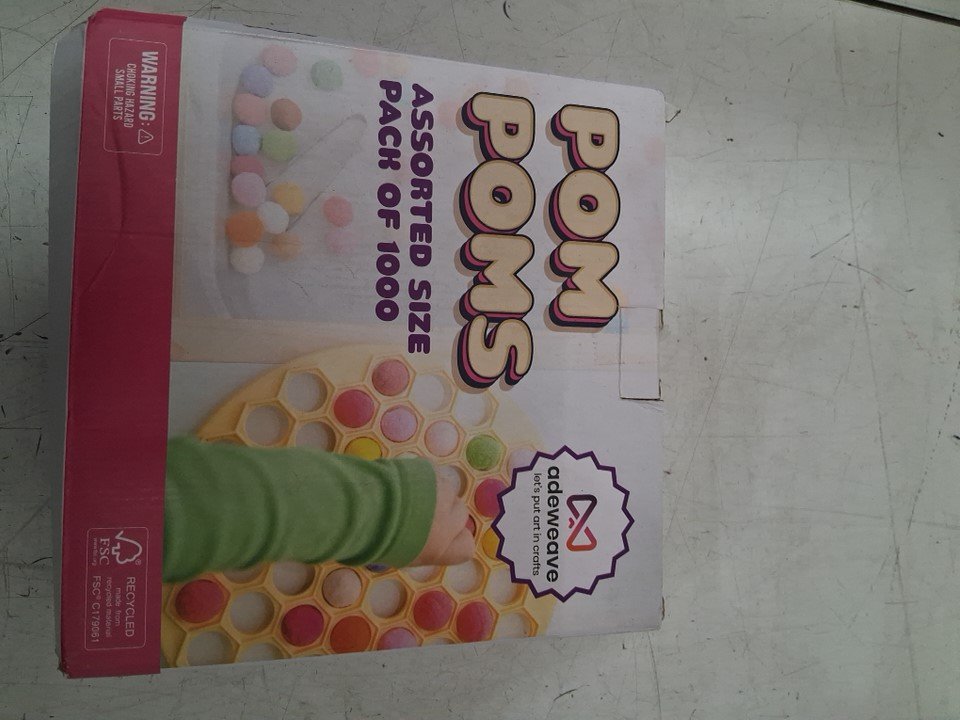 POM
POMS
ASSORTED SIZE
PACK OF 1000
adeweave
let's put art in crafts
WARNING:
CHOKING HAZARD
SMALL PARTS
FSC
RECYCLED
made from
recycled material
FSC® C179061